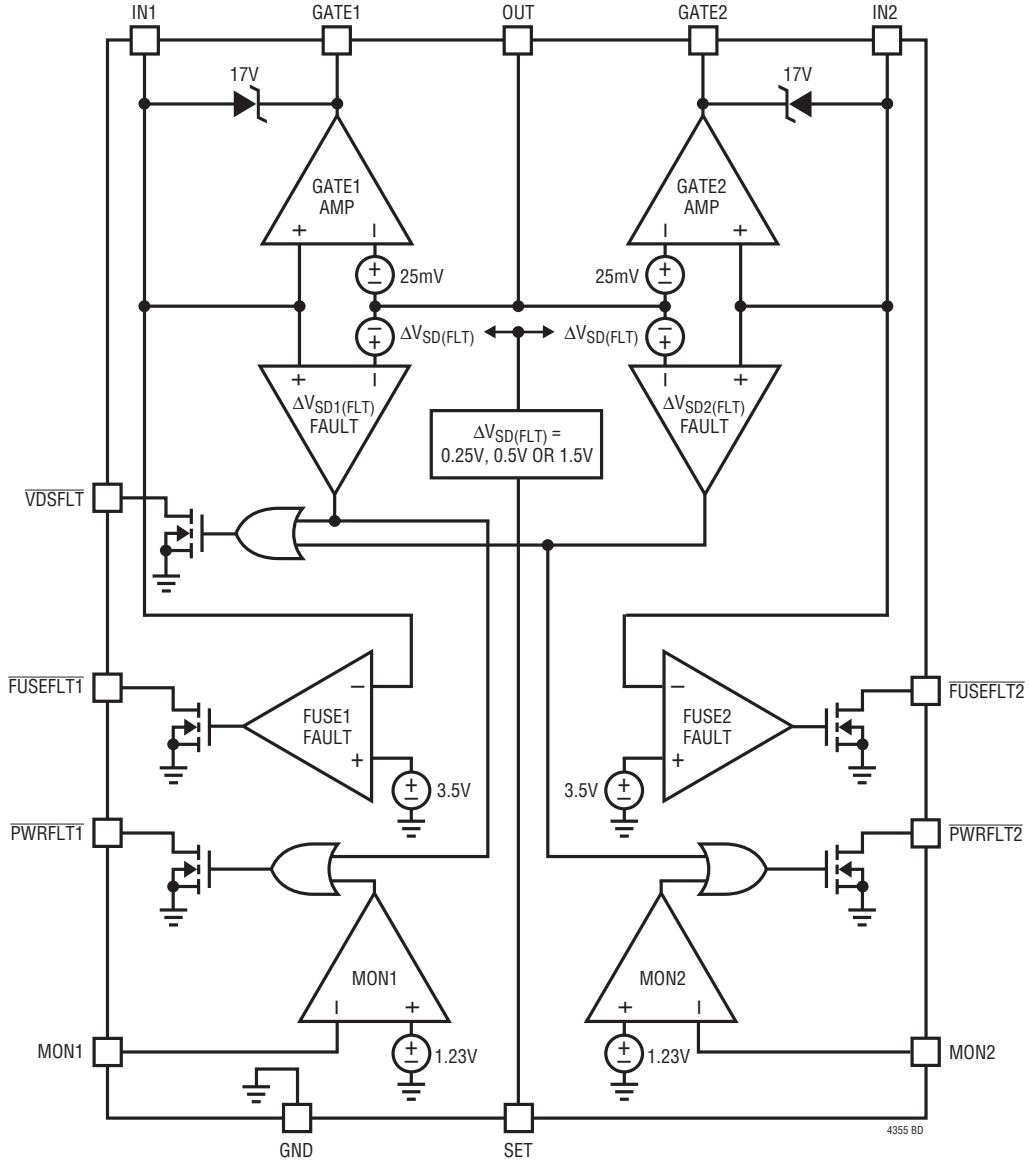 IN1
GATE1
OUT
GATE2
IN2
17V
17V
GATE1
AMP
GATE2
AMP
+
–
–
+
+
–
25mV
25mV
+
–
–
+
ΔVSD(FLT)
ΔVSD(FLT)
–
+
+
–
–
+
ΔVSD1(FLT)
FAULT
ΔVSD2(FLT)
FAULT
ΔVSD(FLT) =
0.25V, 0.5V OR 1.5V
VDSFLT
FUSEFLT1
–
–
FUSEFLT2
FUSE1
FAULT
FUSE2
FAULT
+
+
+
–
3.5V
3.5V
+
–
PWRFLT1
PWRFLT2
MON1
MON2
–
+
+
–
MON1
+
–
1.23V
+
–
1.23V
MON2
GND
SET
4355 BD